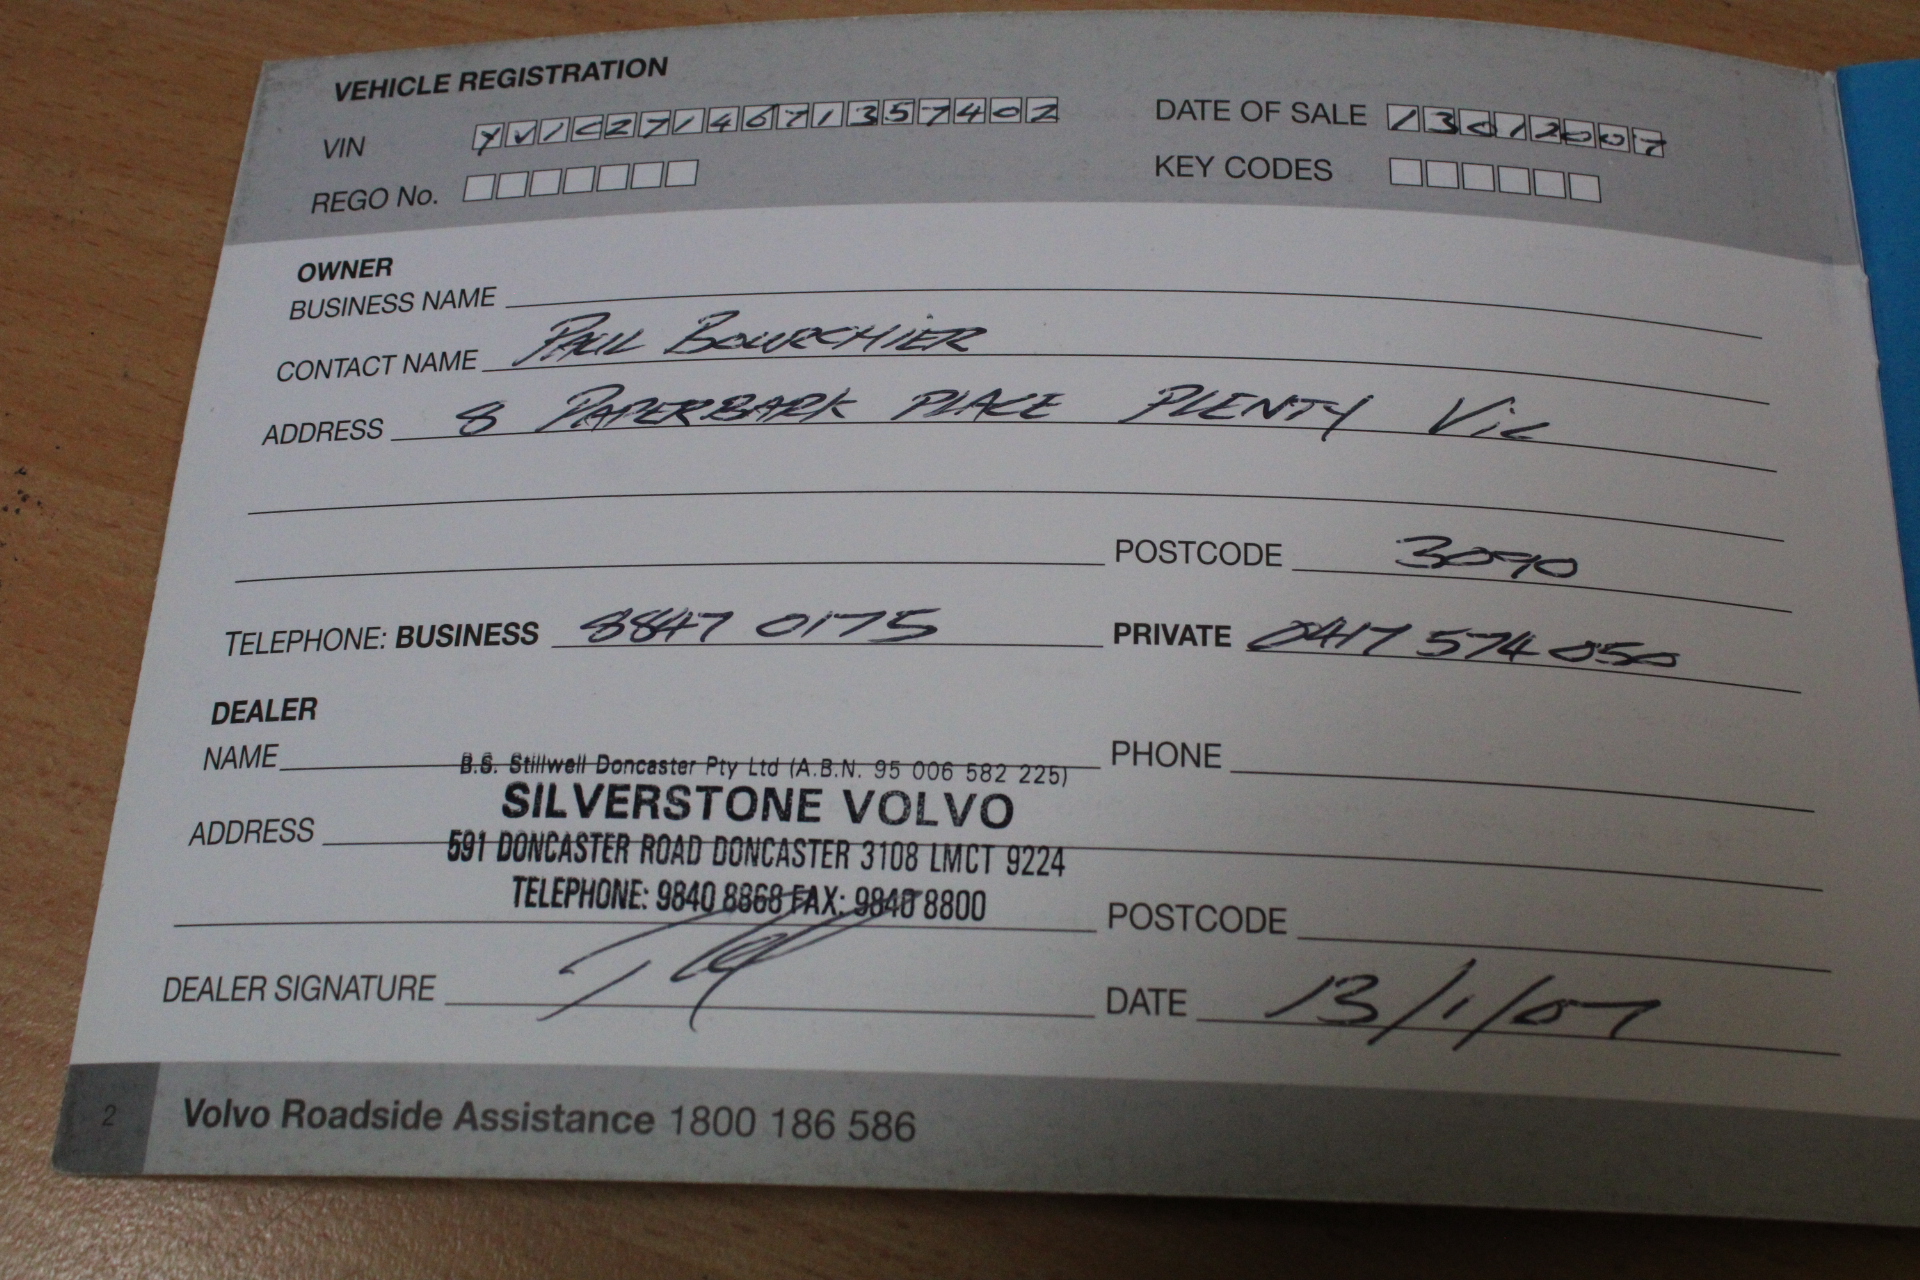 VEHICLE REGISTRATION
VIN YV1CZ714671357402 DATE OF SALE 13012007
REGO No. KEY CODES
OWNER
BUSINESS NAME
CONTACT NAME PAUL BOURCHIER
ADDRESS 8 PAPERBARK PLACE PLENTY Vic
POSTCODE 3090
TELEPHONE: BUSINESS 8847 0175 PRIVATE 0417 574 050
DEALER
NAME B.S. Stillwell Doncaster Pty Ltd (A.B.N. 95 006 582 225) PHONE
SILVERSTONE VOLVO
ADDRESS 591 DONCASTER ROAD DONCASTER 3108 LMCT 9224
TELEPHONE: 9840 8868 FAX: 9840 8800 POSTCODE
DEALER SIGNATURE DATE 13/1/07
2 Volvo Roadside Assistance 1800 186 586